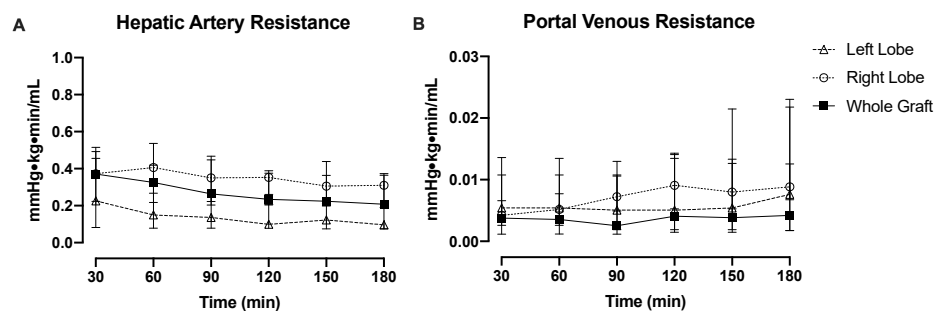 A
Hepatic Artery Resistance
mmHg•kg•min/mL
1.0
0.8
0.6
0.4
0.2
0.0
30 60 90 120 150 180
Time (min)
B
Portal Venous Resistance
mmHg•kg•min/mL
0.03
0.02
0.01
0.00
30 60 90 120 150 180
Time (min)
Left Lobe
Right Lobe
Whole Graft